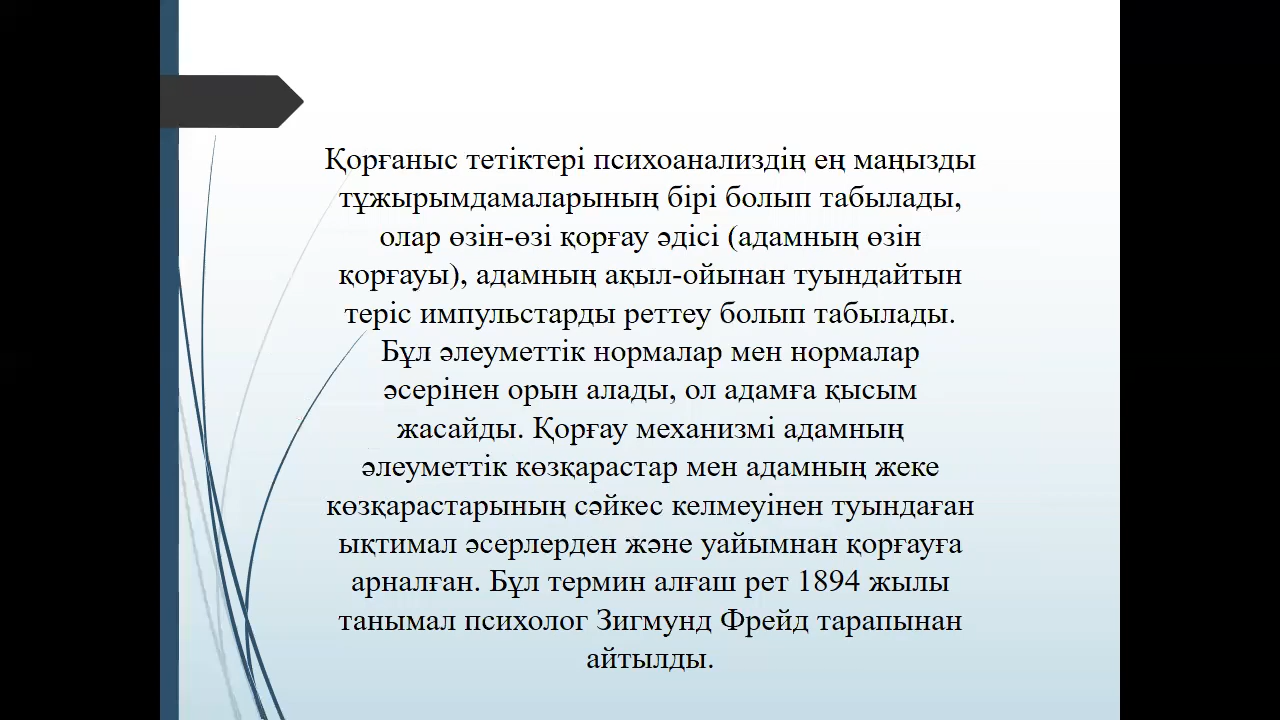 Қорғаныс тетіктері психоанализдің ең маңызды
тұжырымдамаларының бірі болып табылады,
олар өзін-өзі қорғау әдісі (адамның өзін
қорғауы), адамның ақыл-ойынан туындайтын
теріс импульстарды реттеу болып табылады.
Бұл әлеуметтік нормалар мен нормалар
әсерінен орын алады, ол адамға қысым
жасайды. Қорғау механизмі адамның
әлеуметтік көзқарастар мен адамның жеке
көзқарастарының сәйкес келмеуінен туындаған
ықтимал әсерлерден және уайымнан қорғауға
арналған. Бұл термин алғаш рет 1894 жылы
танымал психолог Зигмунд Фрейд тарапынан
айтылды.